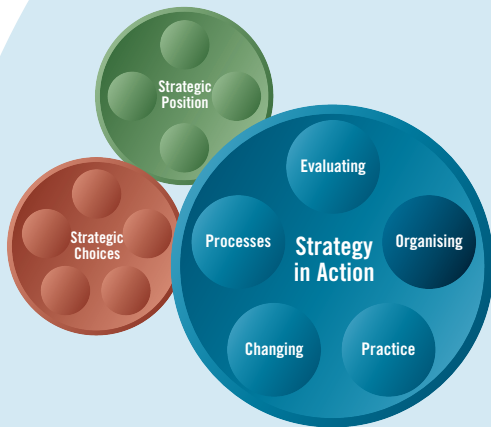 Strategic
Position
Evaluating
Strategic
Choices
Processes
Strategy
in Action
Organising
Changing
Practice